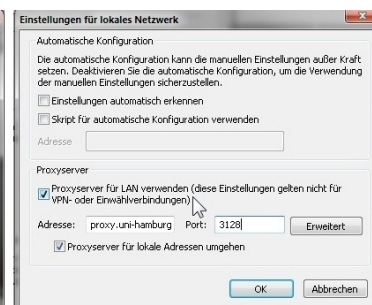 Einstellungen für lokales Netzwerk
Automatische Konfiguration
Die automatische Konfiguration kann die manuellen Einstellungen außer Kraft
setzen. Deaktivieren Sie die automatische Konfiguration, um die Verwendung
der manuellen Einstellungen sicherzustellen.
Einstellungen automatisch erkennen
Skript für automatische Konfiguration verwenden
Adresse
Proxyserver
Proxyserver für LAN verwenden (diese Einstellungen gelten nicht für
VPN- oder Einwählverbindungen)
Adresse: proxy.uni-hamburg Port: 3128 Erweitert
Proxyserver für lokale Adressen umgehen
OK Abbrechen